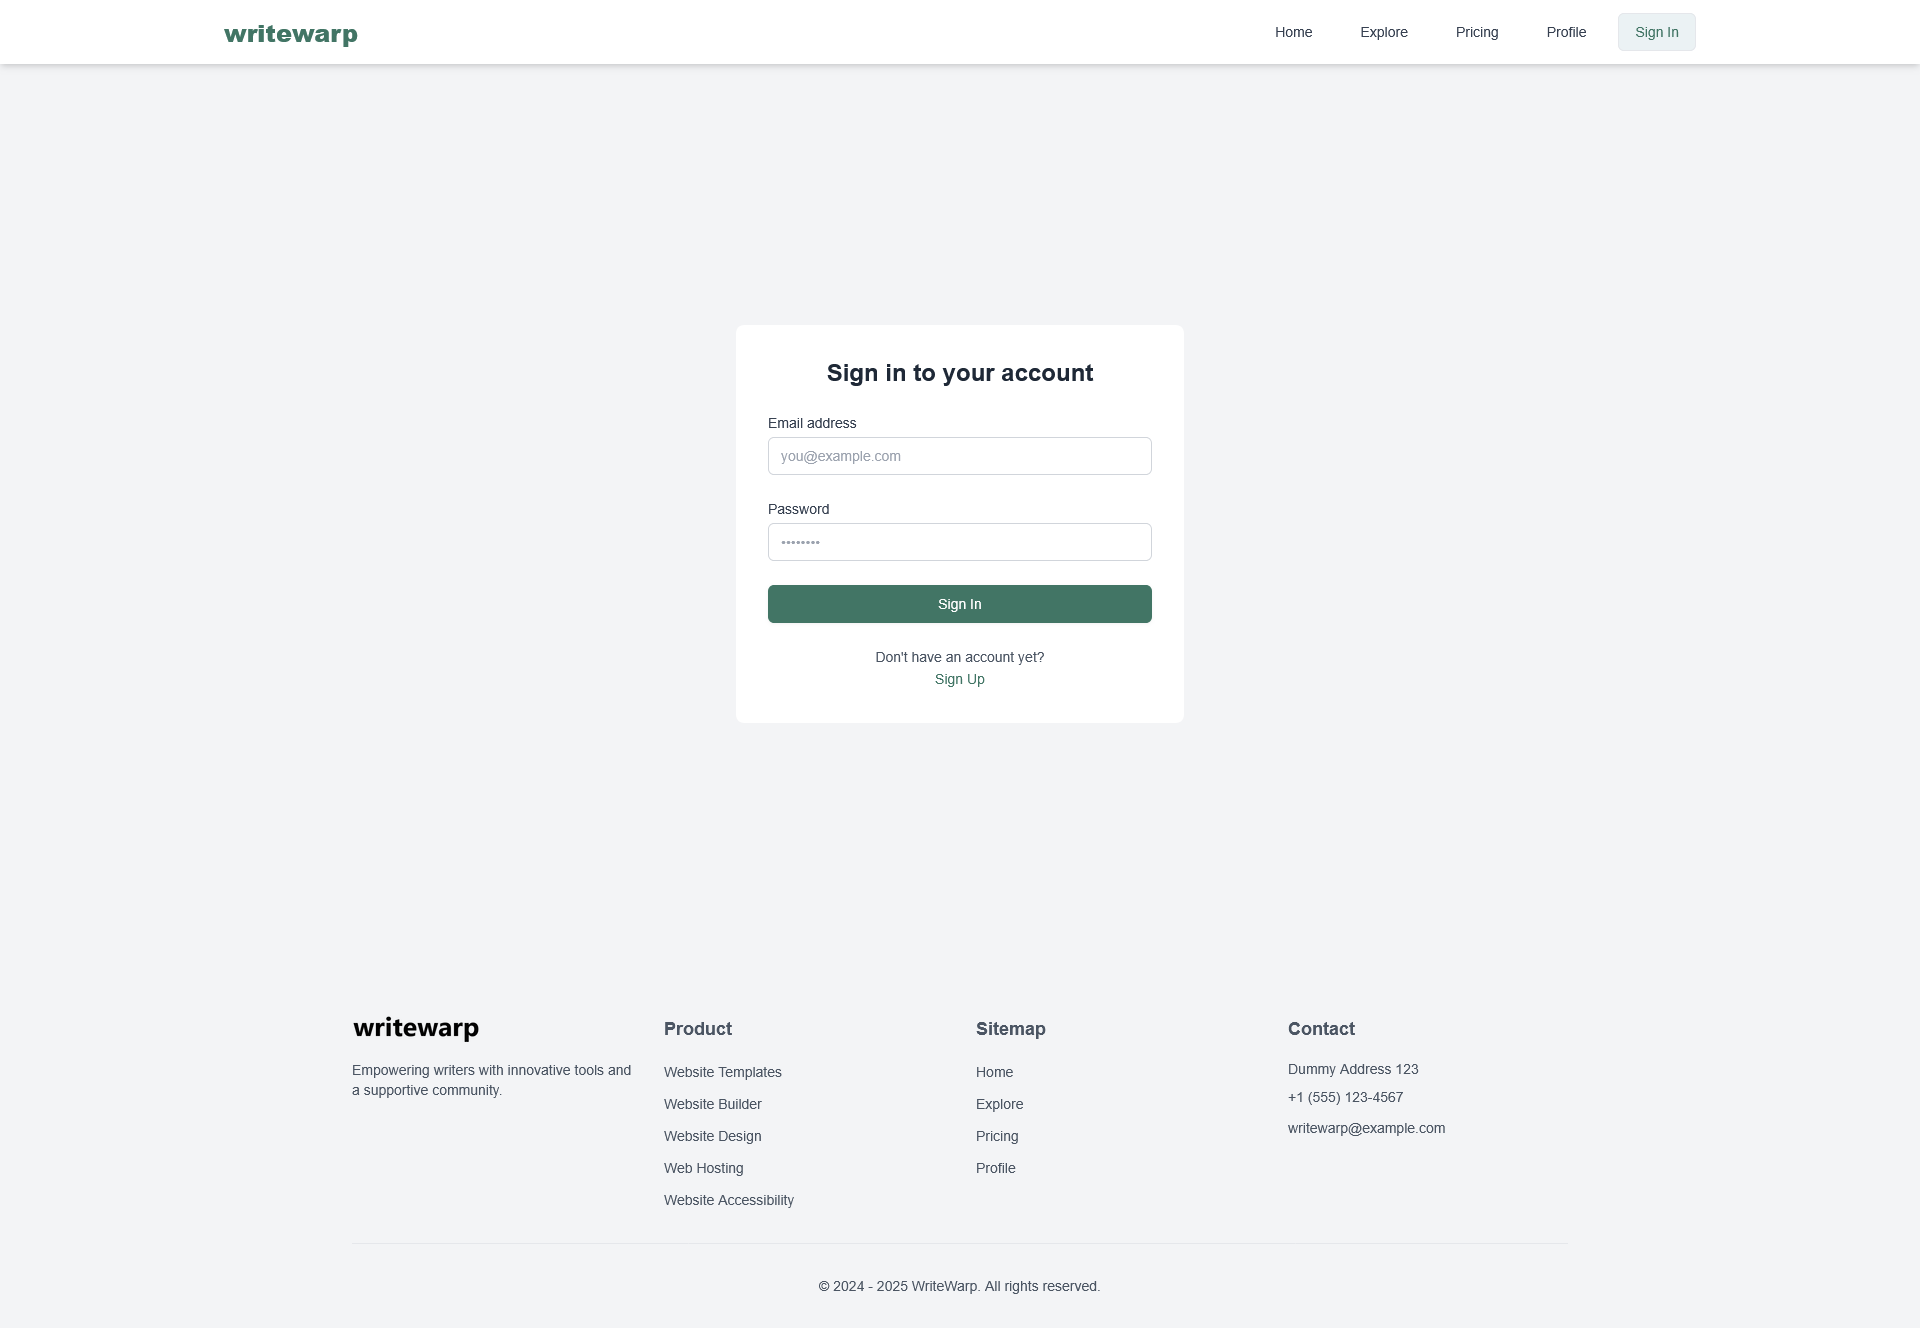 writewarp
Home
Explore
Pricing
Profile
Sign In
Sign in to your account
Email address
you@example.com
Password
••••••••
Sign In
Don't have an account yet?
Sign Up
writewarp
Empowering writers with innovative tools and
a supportive community.
Product
Website Templates
Website Builder
Website Design
Web Hosting
Website Accessibility
Sitemap
Home
Explore
Pricing
Profile
Contact
Dummy Address 123
+1 (555) 123-4567
writewarp@example.com
© 2024 - 2025 WriteWarp. All rights reserved.